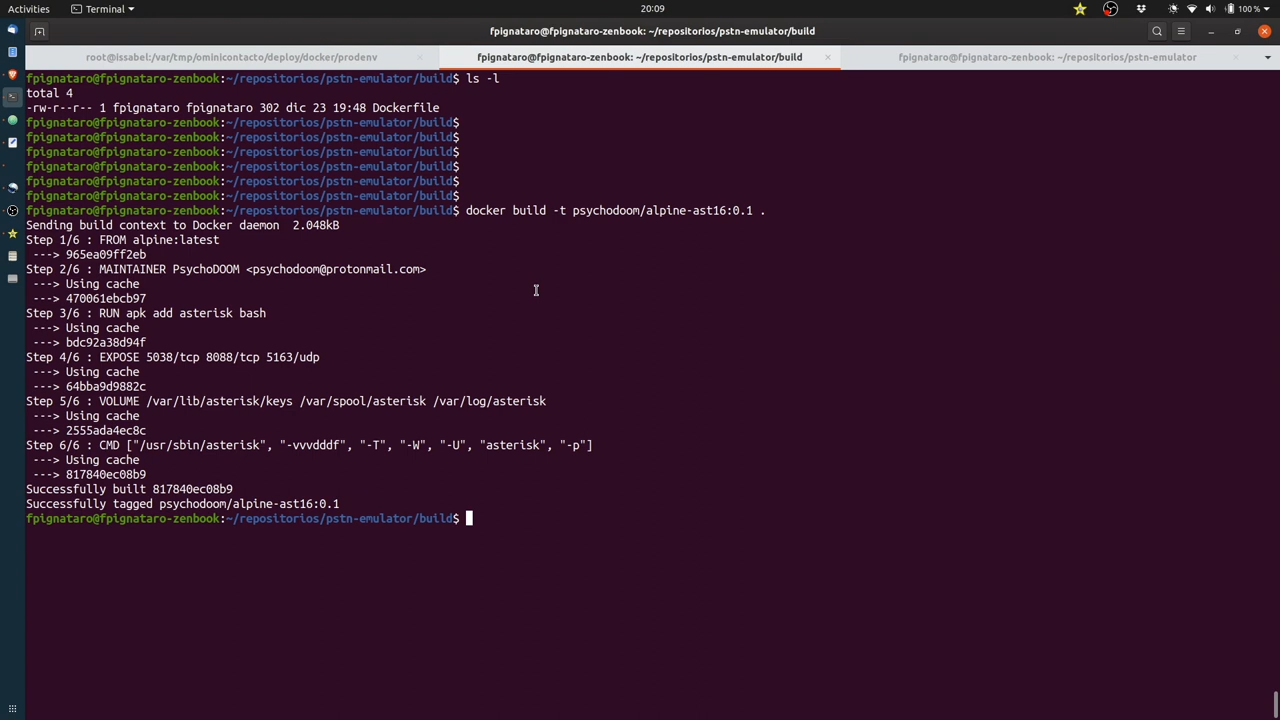 Activities
Terminal
20:09
100 %
fpignataro@fpignataro-zenbook: ~/repositorios/pstn-emulator/build
root@issabel:/var/tmp/ominicontacto/deploy/docker/prodenv
fpignataro@fpignataro-zenbook: ~/repositorios/pstn-emulator/build
fpignataro@fpignataro-zenbook: ~/repositorios/pstn-emulator
fpignataro@fpignataro-zenbook:~/repositorios/pstn-emulator/build$ ls -l
total 4
-rw-r--r-- 1 fpignataro fpignataro 302 dic 23 19:48 Dockerfile
fpignataro@fpignataro-zenbook:~/repositorios/pstn-emulator/build$
fpignataro@fpignataro-zenbook:~/repositorios/pstn-emulator/build$
fpignataro@fpignataro-zenbook:~/repositorios/pstn-emulator/build$
fpignataro@fpignataro-zenbook:~/repositorios/pstn-emulator/build$
fpignataro@fpignataro-zenbook:~/repositorios/pstn-emulator/build$
fpignataro@fpignataro-zenbook:~/repositorios/pstn-emulator/build$
fpignataro@fpignataro-zenbook:~/repositorios/pstn-emulator/build$ docker build -t psychodoom/alpine-ast16:0.1 .
Sending build context to Docker daemon  2.048kB
Step 1/6 : FROM alpine:latest
 ---> 965ea09ff2eb
Step 2/6 : MAINTAINER PsychoDOOM <psychodoom@protonmail.com>
 ---> Using cache
 ---> 470061ebcb97
Step 3/6 : RUN apk add asterisk bash
 ---> Using cache
 ---> bdc92a38d94f
Step 4/6 : EXPOSE 5038/tcp 8088/tcp 5163/udp
 ---> Using cache
 ---> 64bba9d9882c
Step 5/6 : VOLUME /var/lib/asterisk/keys /var/spool/asterisk /var/log/asterisk
 ---> Using cache
 ---> 2555ada4ec8c
Step 6/6 : CMD ["/usr/sbin/asterisk", "-vvvdddf", "-T", "-W", "-U", "asterisk", "-p"]
 ---> Using cache
 ---> 817840ec08b9
Successfully built 817840ec08b9
Successfully tagged psychodoom/alpine-ast16:0.1
fpignataro@fpignataro-zenbook:~/repositorios/pstn-emulator/build$